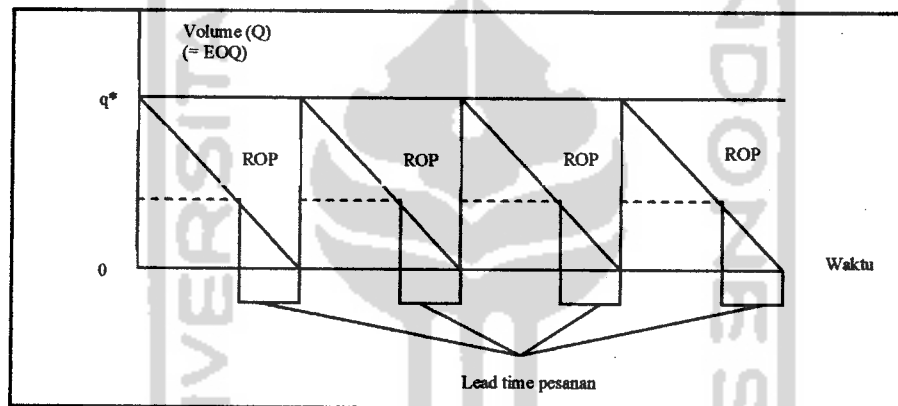 Volume (Q)
(= EOQ)
q*
ROP
ROP
ROP
ROP
0
Waktu
Lead time pesanan